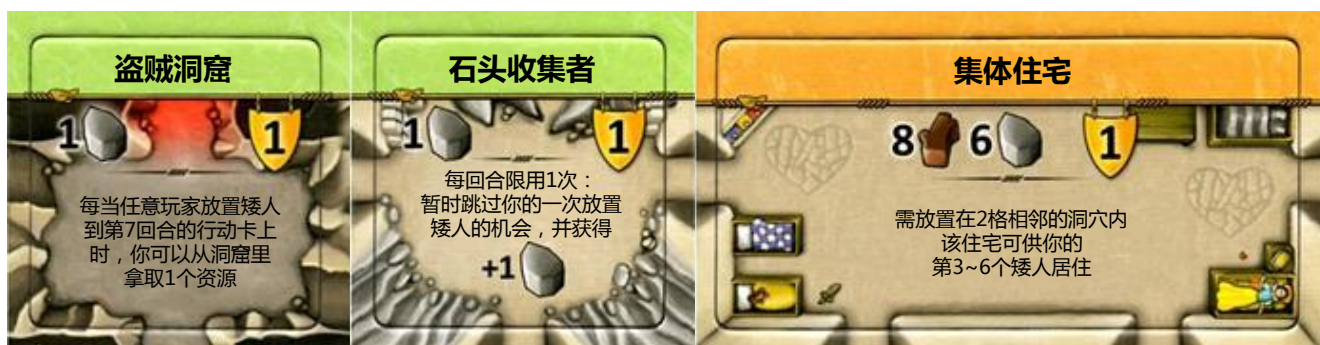 盗贼洞窟
1
1
每当任意玩家放置矮人
到第7回合的行动卡上
时，你可以从洞窟里
拿取1个资源
石头收集者
1
1
每回合限用1次：
暂时跳过你的一次放置
矮人的机会，并获得
+1
集体住宅
8 6
1
需放置在2格相邻的洞穴内
该住宅可供你的
第3~6个矮人居住